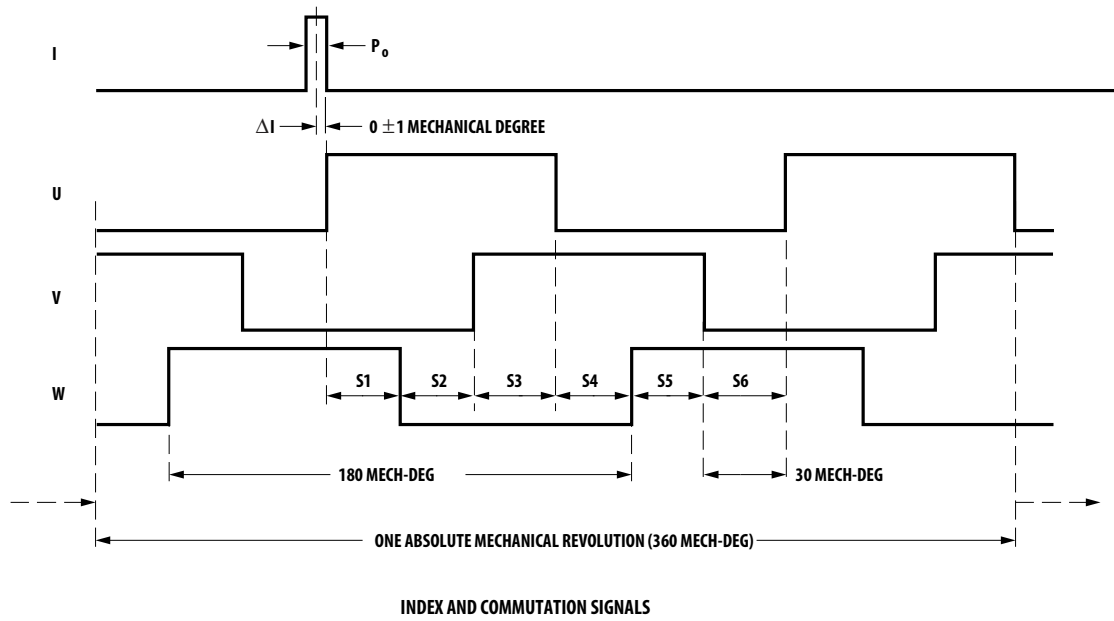 I
P₀
ΔI
0 ±1 MECHANICAL DEGREE
U
V
W
S1 S2 S3 S4 S5 S6
180 MECH-DEG
30 MECH-DEG
ONE ABSOLUTE MECHANICAL REVOLUTION (360 MECH-DEG)
INDEX AND COMMUTATION SIGNALS